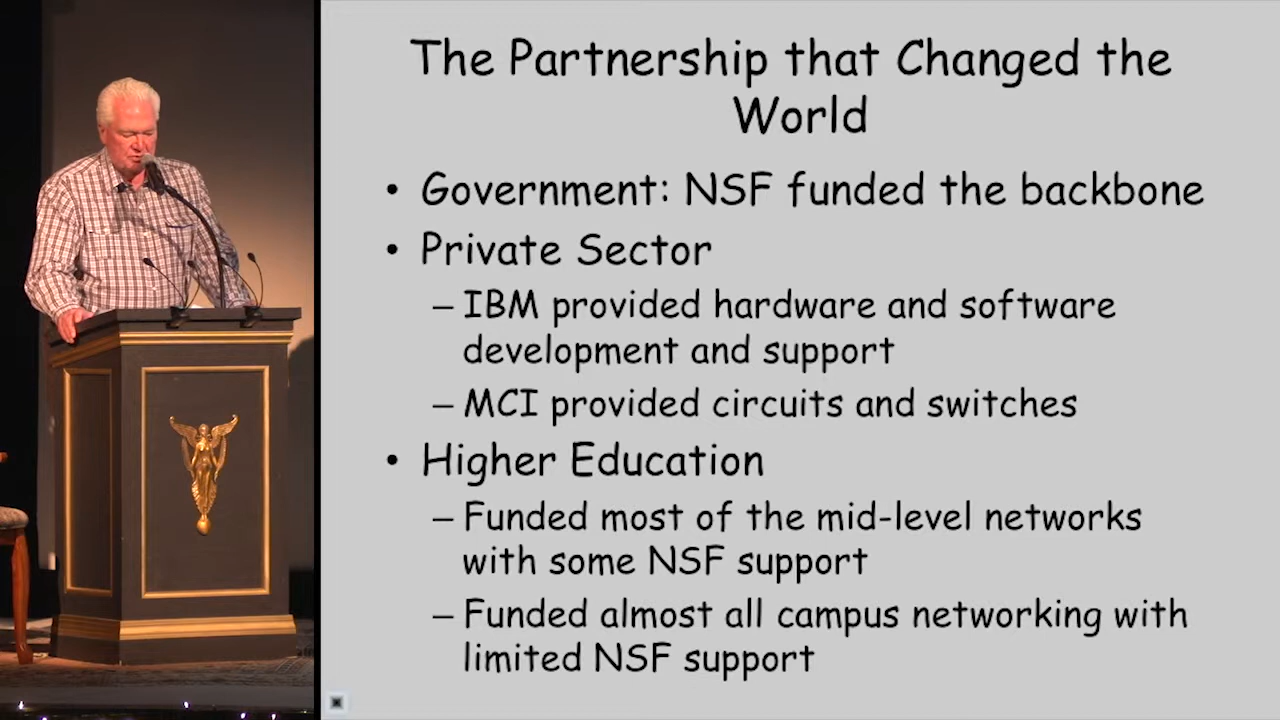 The Partnership that Changed the
World
• Government: NSF funded the backbone
• Private Sector
– IBM provided hardware and software
development and support
– MCI provided circuits and switches
• Higher Education
– Funded most of the mid-level networks
with some NSF support
– Funded almost all campus networking with
limited NSF support